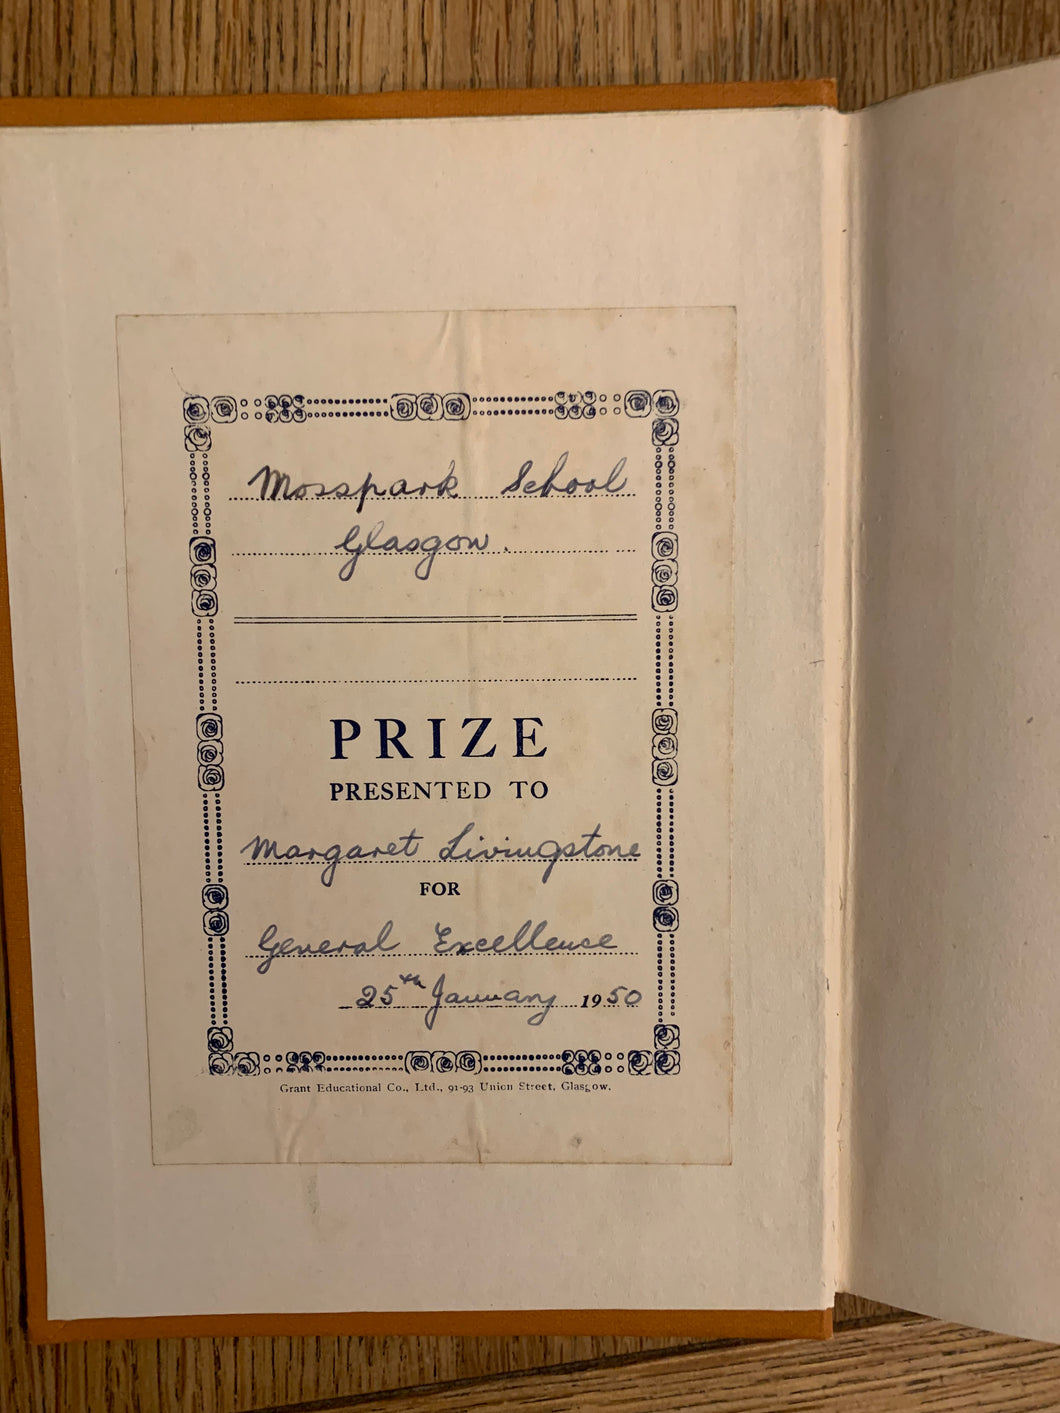 Mosspark School
Glasgow.
PRIZE
PRESENTED TO
Margaret Livingstone
FOR
General Excellence
25th January 1950
Grant Educational Co., Ltd., 91-93 Union Street, Glasgow.